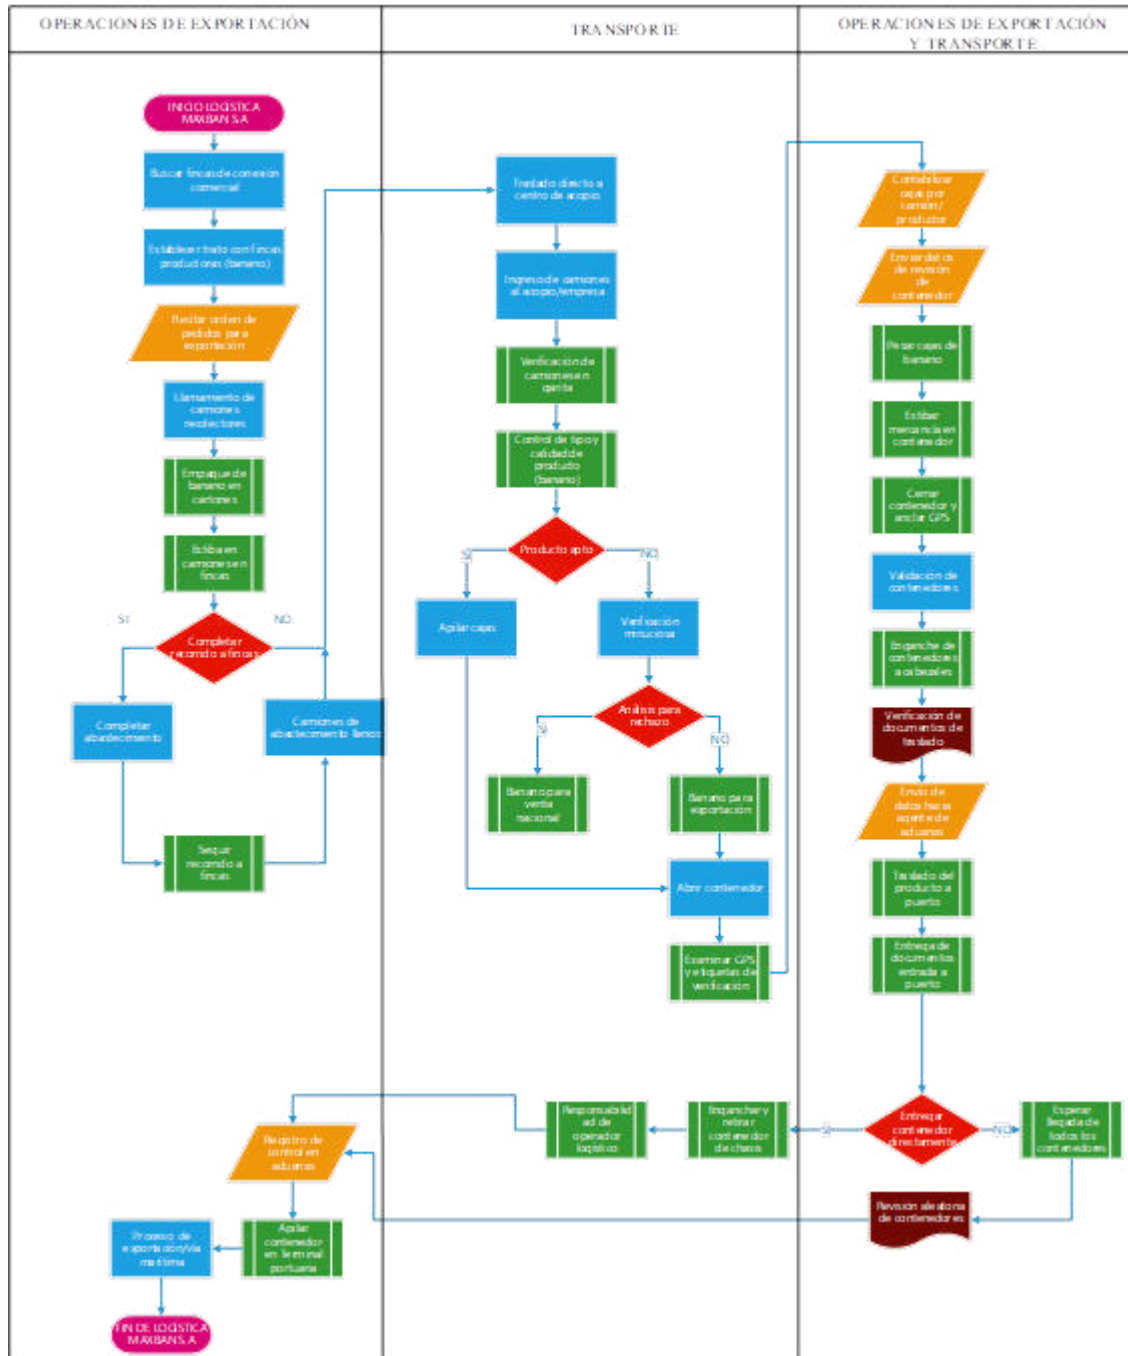 OPERACIONES DE EXPORTACIÓN
TRANSPORTE
OPERACIONES DE EXPORTACIÓN
Y TRANSPORTE
INICIO LOGÍSTICA
MAXBAN S.A
Buscar fincas de conexión
comercial
Establecer trato con fincas
productoras (banano)
Recibir orden de
pedidos para
exportación
Llamamiento de
camiones
recolectores
Empaque de
banano en
cartones
Estiba en
camiones en
fincas
SI
NO
Completar
recorrido a fincas
Completar
abastecimiento
Camiones de
abastecimiento llenos
Seguir
recorrido a
fincas
Traslado directo a
centro de acopio
Ingreso de camiones
al acopio/empresa
Verificación de
camiones en
garita
Control de tipo y
calidad de
producto
(banano)
Producto apto
SI
NO
Apilar cajas
Verificación
minuciosa
Análisis para
rechazo
SI
NO
Banano para
venta
nacional
Banano para
exportación
Abrir contenedor
Examinar GPS
y etiquetas de
verificación
Contabilizar
cajas por
camión/
productor
Enviar datos
de revisión
de
contenedor
Pesar cajas de
banano
Estibar
mercancía en
contenedor
Cerrar
contenedor y
anclar GPS
Validación de
contenedores
Enganche de
contenedores
a cabezales
Verificación de
documentos de
traslado
Envío de
datos hacia
agente de
aduanas
Traslado del
producto a
puerto
Entrega de
documentos
entrada a
puerto
Entregar
contenedor
directamente
SI
NO
Esperar
llegada de
todos los
contenedores
Enganchar y
retirar
contenedor
de chasis
Responsabilid
ad de
operador
logístico
Registro de
control en
aduanas
Revisión aleatoria
de contenedores
Apilar
contenedor
en Terminal
portuaria
Proceso de
exportación/vía
marítima
FIN DE LOGÍSTICA
MAXBAN S.A